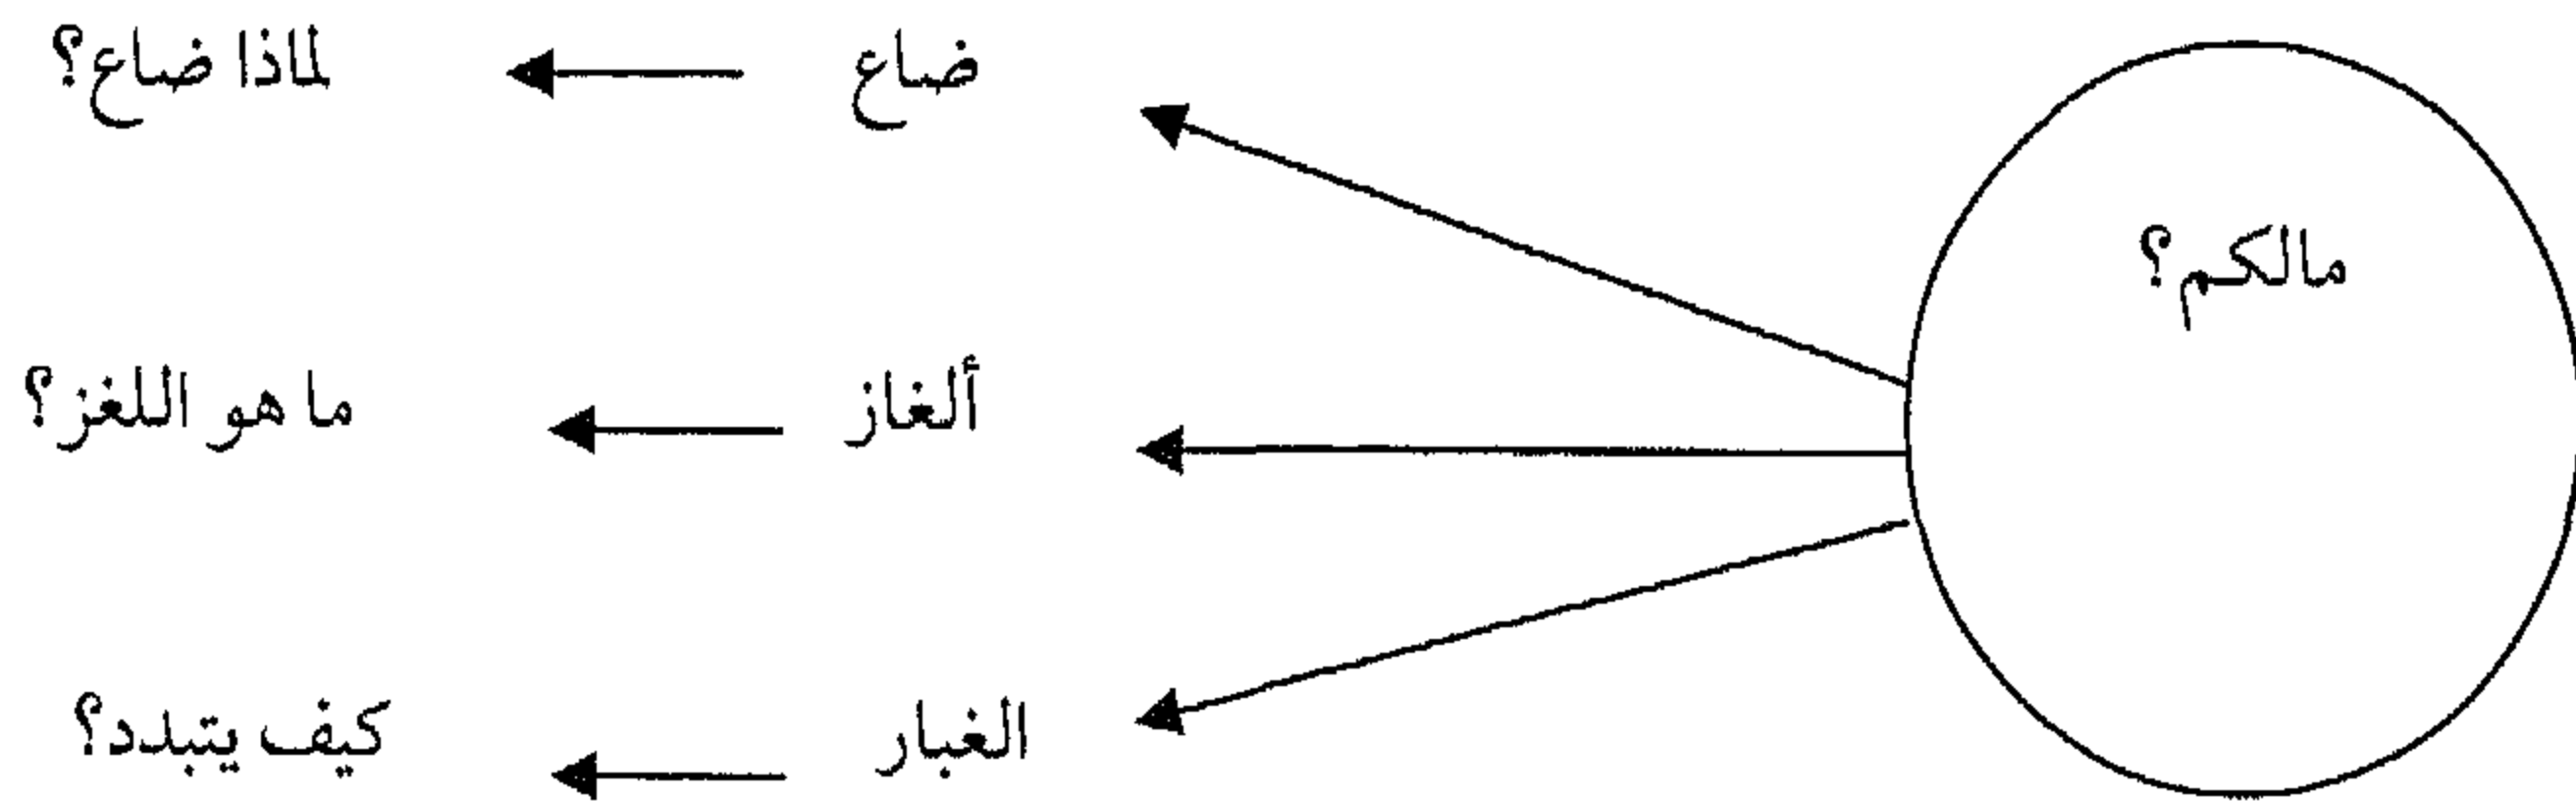 ضاع
لماذا ضاع؟
مالكم؟
ألغاز
ما هو اللغز؟
الغبار
كيف يتبدد؟